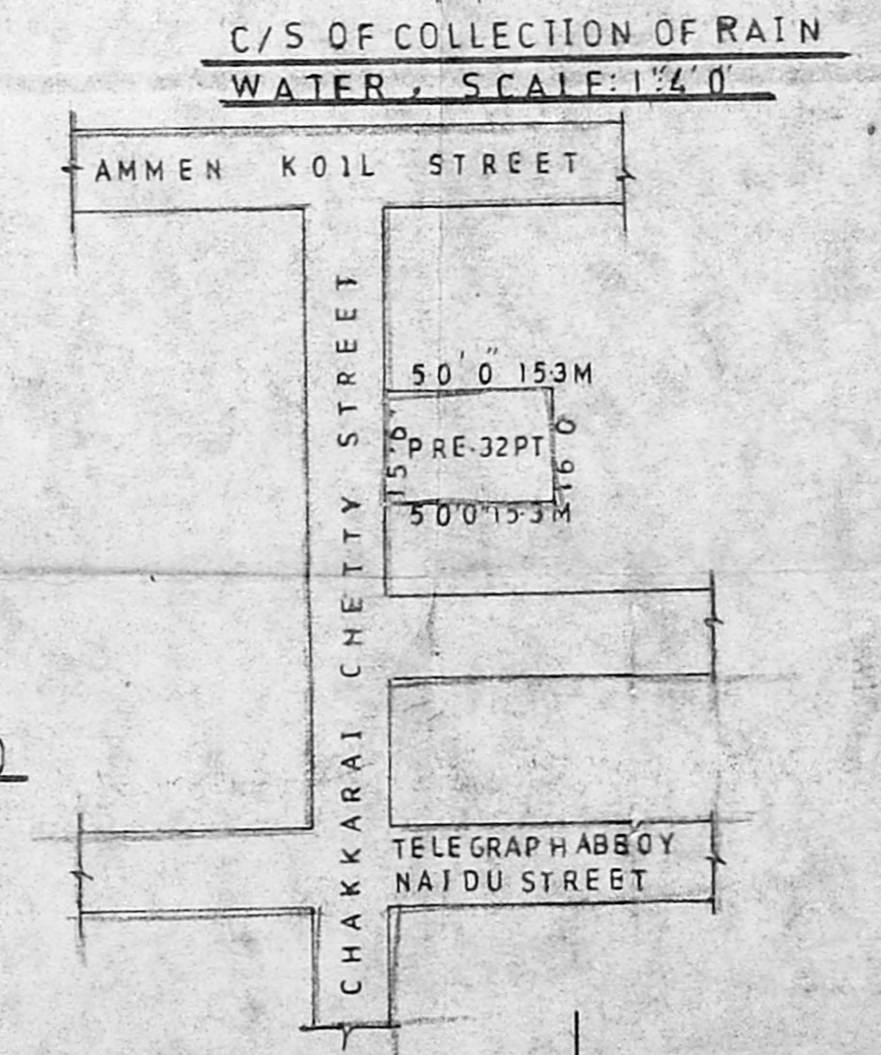 C/S OF COLLECTION OF RAIN
WATER, SCALE: 1"=4'0"
AMMEN KOIL STREET
CHAKKARAI CHETTY STREET
50'0" 15.3M
15'6"
PRE-32PT
16 0
50'0" 15.3M
TELEGRAPH ABBOY
NAIDU STREET